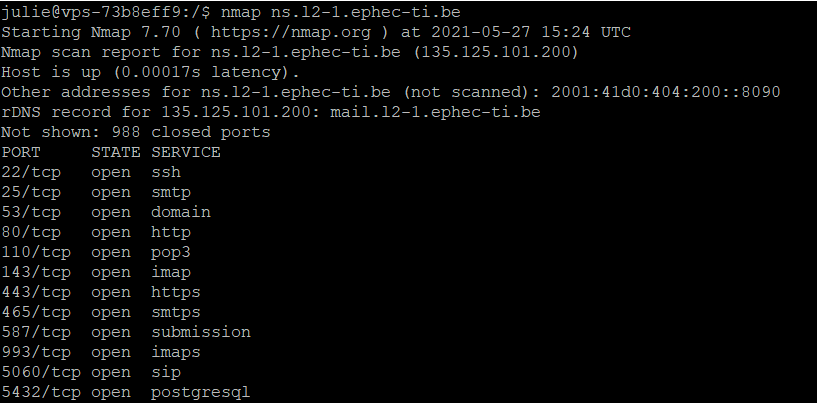 julie@vps-73b8eff9:/$ nmap ns.l2-1.ephec-ti.be
Starting Nmap 7.70 ( https://nmap.org ) at 2021-05-27 15:24 UTC
Nmap scan report for ns.l2-1.ephec-ti.be (135.125.101.200)
Host is up (0.00017s latency).
Other addresses for ns.l2-1.ephec-ti.be (not scanned): 2001:41d0:404:200::8090
rDNS record for 135.125.101.200: mail.l2-1.ephec-ti.be
Not shown: 988 closed ports
PORT     STATE SERVICE
22/tcp   open  ssh
25/tcp   open  smtp
53/tcp   open  domain
80/tcp   open  http
110/tcp  open  pop3
143/tcp  open  imap
443/tcp  open  https
465/tcp  open  smtps
587/tcp  open  submission
993/tcp  open  imaps
5060/tcp open  sip
5432/tcp open  postgresql